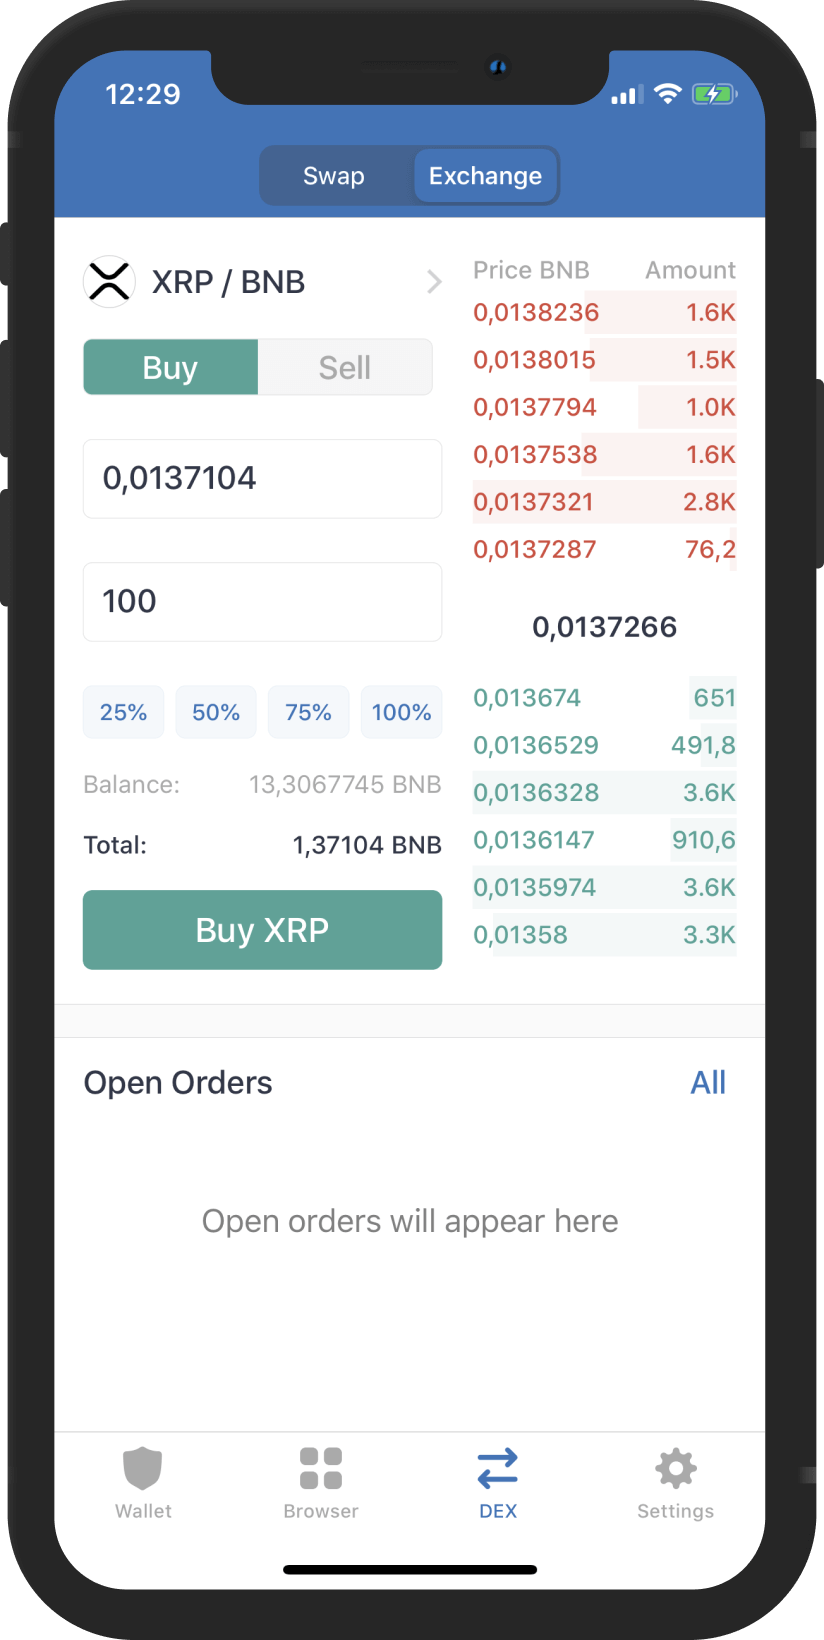 12:29
Swap Exchange
XRP / BNB
Buy Sell
0,0137104
100
25% 50% 75% 100%
Balance: 13,3067745 BNB
Total: 1,37104 BNB
Buy XRP
Price BNB Amount
0,0138236 1.6K
0,0138015 1.5K
0,0137794 1.0K
0,0137538 1.6K
0,0137321 2.8K
0,0137287 76,2
0,0137266
0,013674 651
0,0136529 491,8
0,0136328 3.6K
0,0136147 910,6
0,0135974 3.6K
0,01358 3.3K
Open Orders All
Open orders will appear here
Wallet Browser DEX Settings